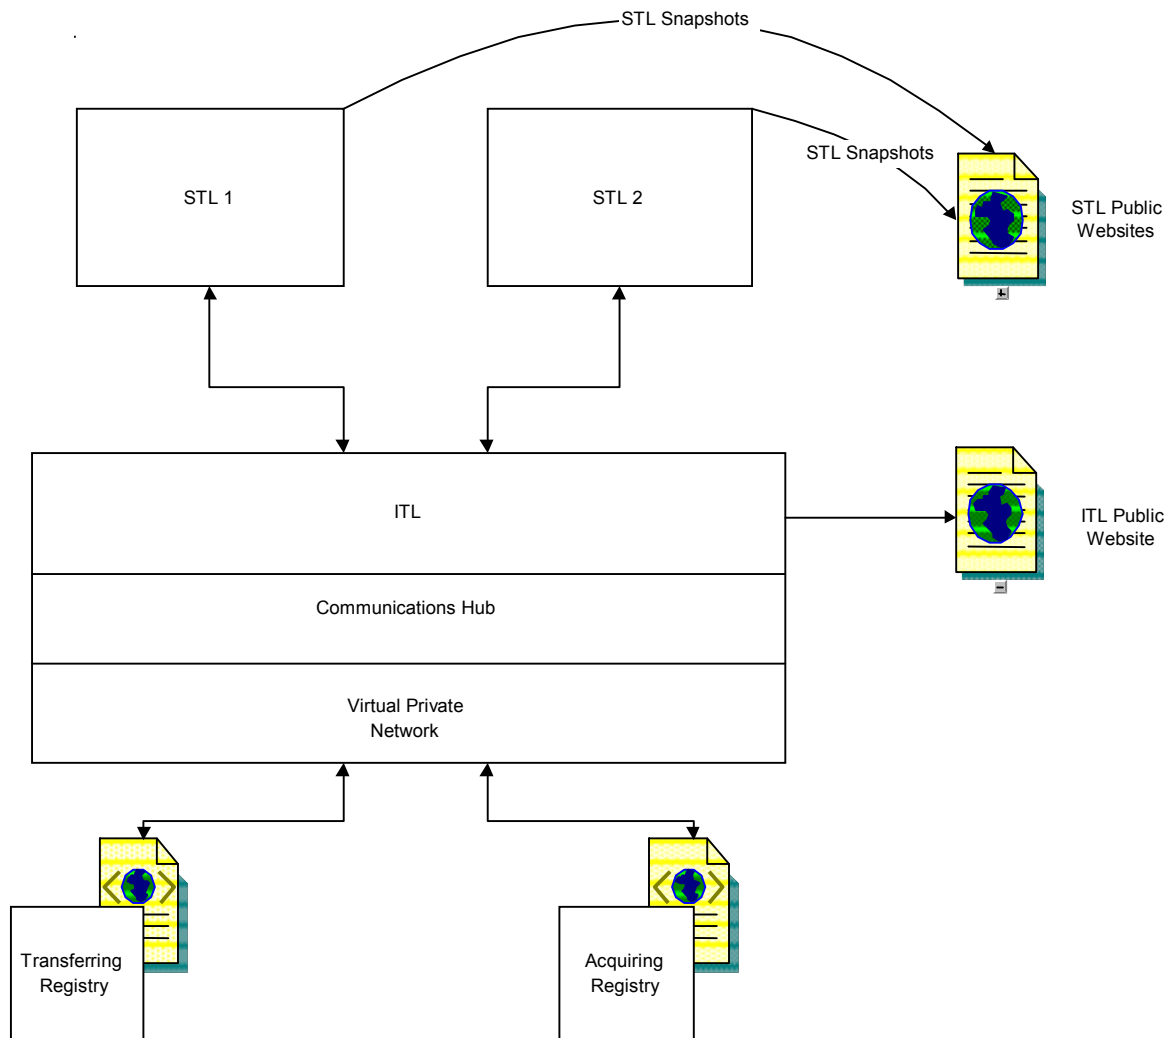 STL Snapshots
STL Snapshots
STL 1
STL 2
STL Public
Websites
ITL
ITL Public
Website
Communications Hub
Virtual Private
Network
Transferring
Registry
Acquiring
Registry